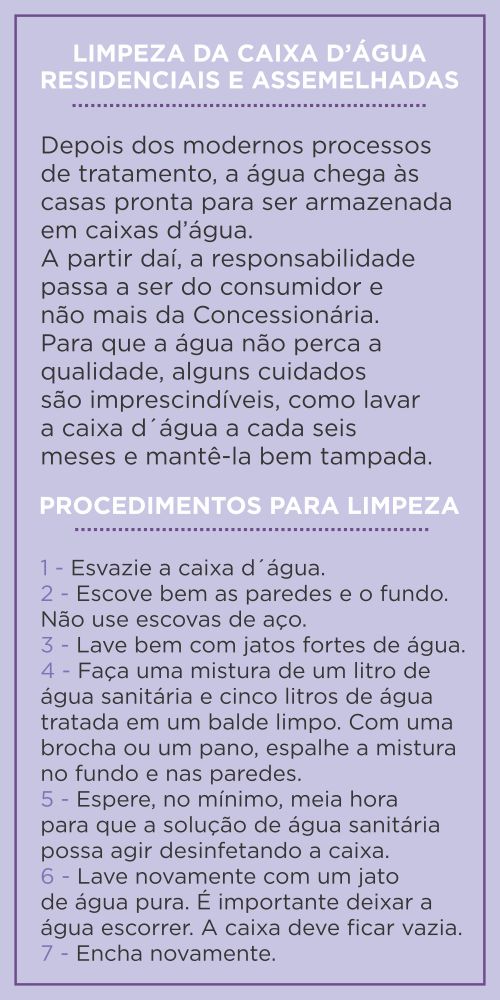 LIMPEZA DA CAIXA D’ÁGUA
RESIDENCIAIS E ASSEMELHADAS
Depois dos modernos processos
de tratamento, a água chega às
casas pronta para ser armazenada
em caixas d’água.
A partir daí, a responsabilidade
passa a ser do consumidor e
não mais da Concessionária.
Para que a água não perca a
qualidade, alguns cuidados
são imprescindíveis, como lavar
a caixa d´água a cada seis
meses e mantê-la bem tampada.
PROCEDIMENTOS PARA LIMPEZA
1 - Esvazie a caixa d´água.
2 - Escove bem as paredes e o fundo.
Não use escovas de aço.
3 - Lave bem com jatos fortes de água.
4 - Faça uma mistura de um litro de
água sanitária e cinco litros de água
tratada em um balde limpo. Com uma
brocha ou um pano, espalhe a mistura
no fundo e nas paredes.
5 - Espere, no mínimo, meia hora
para que a solução de água sanitária
possa agir desinfetando a caixa.
6 - Lave novamente com um jato
de água pura. É importante deixar a
água escorrer. A caixa deve ficar vazia.
7 - Encha novamente.